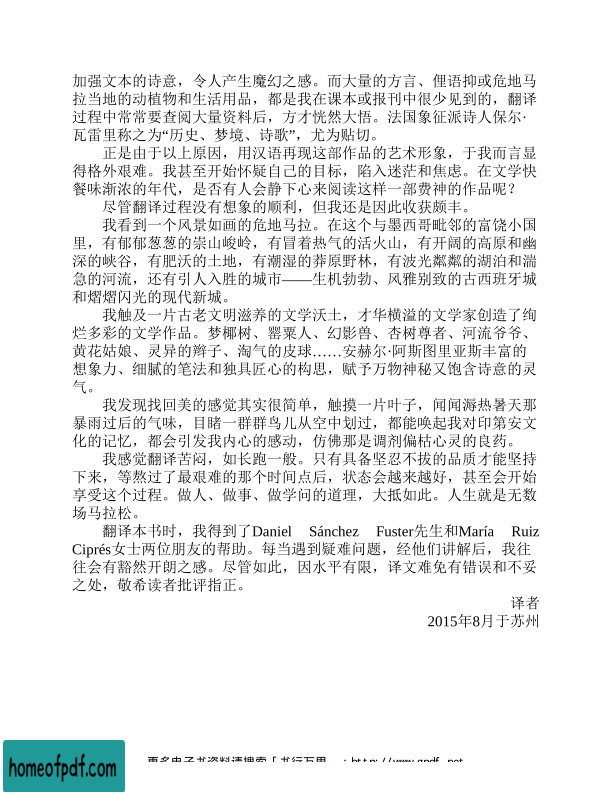 加强文本的诗意，令人产生魔幻之感。而大量的方言、俚语抑或危地马
拉当地的动植物和生活用品，都是我在课本或报刊中很少见到的，翻译
过程中常常要查阅大量资料后，方才恍然大悟。法国象征派诗人保尔·
瓦雷里称之为“历史、梦境、诗歌”，尤为贴切。
正是由于以上原因，用汉语再现这部作品的艺术形象，于我而言显
得格外艰难。我甚至开始怀疑自己的目标，陷入迷茫和焦虑。在文学快
餐味渐浓的年代，是否有人会静下心来阅读这样一部费神的作品呢？
尽管翻译过程没有想象的顺利，但我还是因此收获颇丰。
我看到一个风景如画的危地马拉。在这个与墨西哥毗邻的富饶小国
里，有郁郁葱葱的崇山峻岭，有冒着热气的活火山，有开阔的高原和幽
深的峡谷，有肥沃的土地，有潮湿的莽原野林，有波光粼粼的湖泊和湍
急的河流，还有引人入胜的城市——生机勃勃、风雅别致的古西班牙城
和熠熠闪光的现代新城。
我触及一片古老文明滋养的文学沃土，才华横溢的文学家创造了绚
烂多彩的文学作品。梦椰树、罂粟人、幻影兽、杏树尊者、河流爷爷、
黄花姑娘、灵异的辫子、淘气的皮球……安赫尔·阿斯图里亚斯丰富的
想象力、细腻的笔法和独具匠心的构思，赋予万物神秘又饱含诗意的灵
气。
我发现找回美的感觉其实很简单，触摸一片叶子，闻闻溽热暑天那
暴雨过后的气味，目睹一群群鸟儿从空中划过，都能唤起我对印第安文
化的记忆，都会引发我内心的感动，仿佛那是调剂偏枯心灵的良药。
我感觉翻译苦闷，如长跑一般。只有具备坚忍不拔的品质才能坚持
下来，等熬过了最艰难的那个时间点后，状态会越来越好，甚至会开始
享受这个过程。做人、做事、做学问的道理，大抵如此。人生就是无数
场马拉松。
翻译本书时，我得到了Daniel Sánchez Fuster先生和María Ruiz
Ciprés女士两位朋友的帮助。每当遇到疑难问题，经他们讲解后，我往
往会有豁然开朗之感。尽管如此，因水平有限，译文难免有错误和不妥
之处，敬希读者批评指正。
译者
2015年8月于苏州
homeofpdf.com